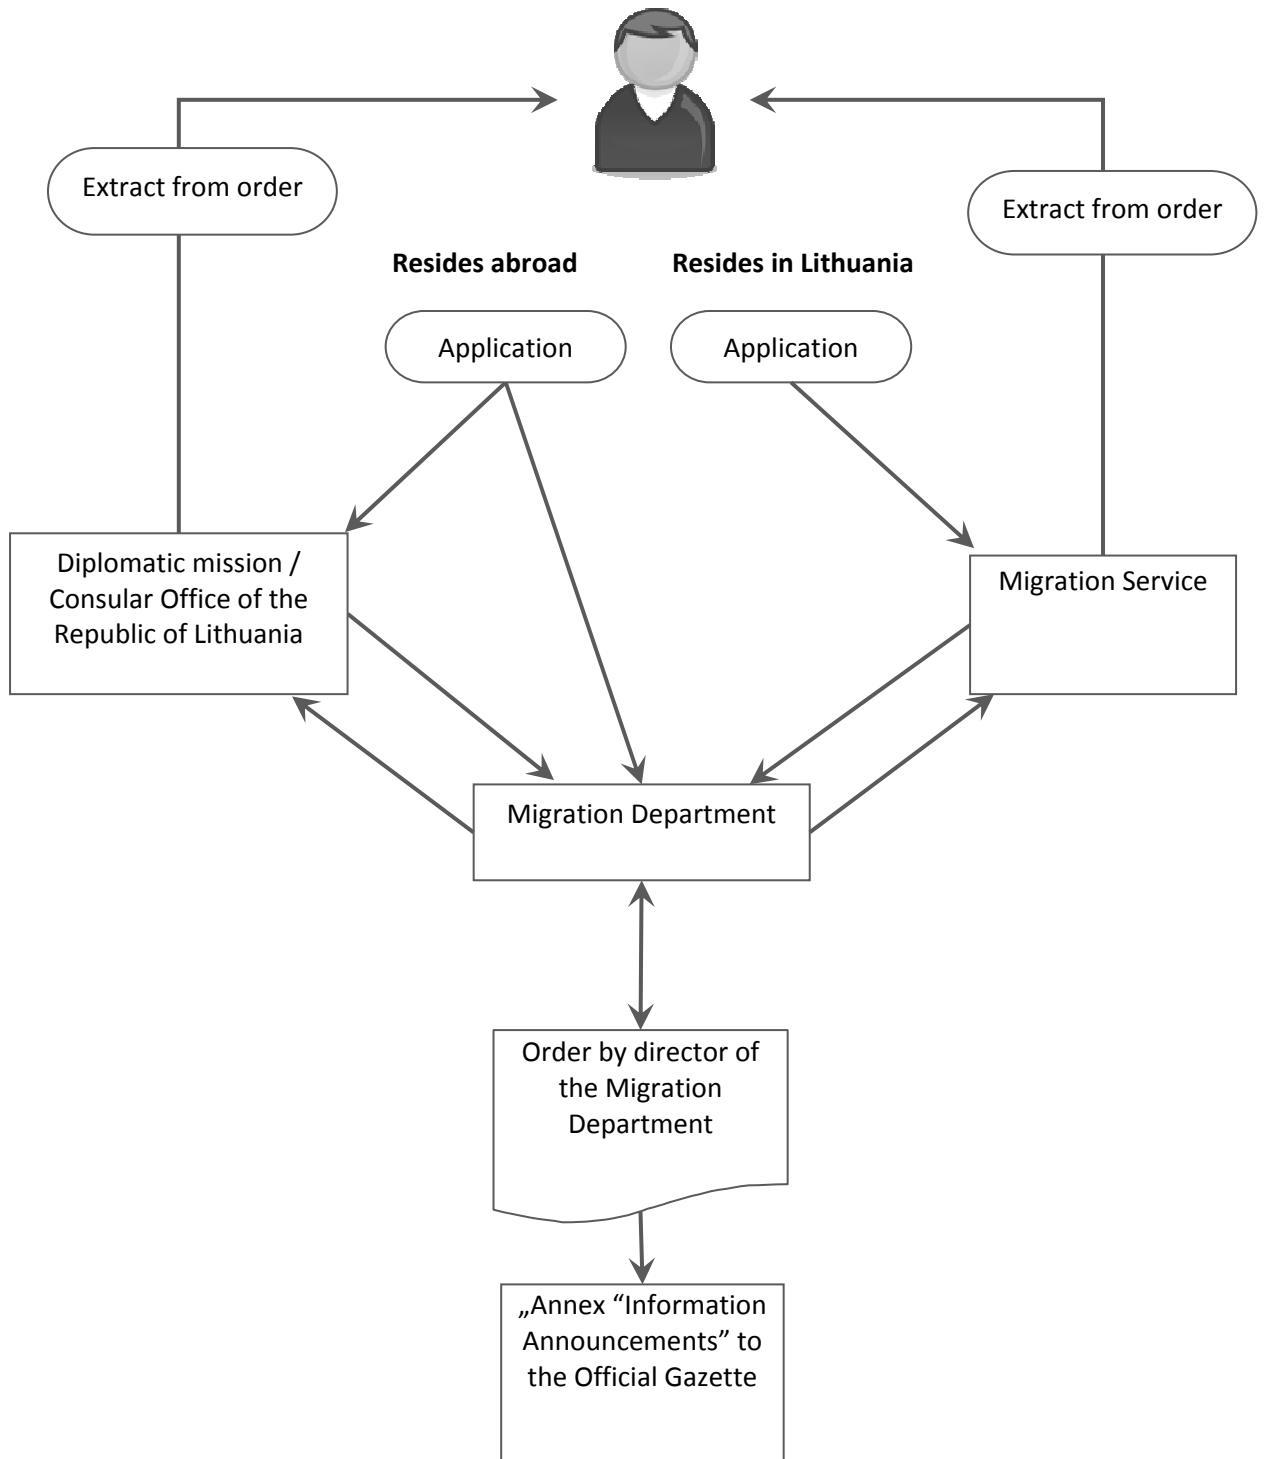 Extract from order
Extract from order
Resides abroad
Resides in Lithuania
Application
Application
Diplomatic mission /
Consular Office of the
Republic of Lithuania
Migration Service
Migration Department
Order by director of
the Migration
Department
„Annex “Information
Announcements” to
the Official Gazette